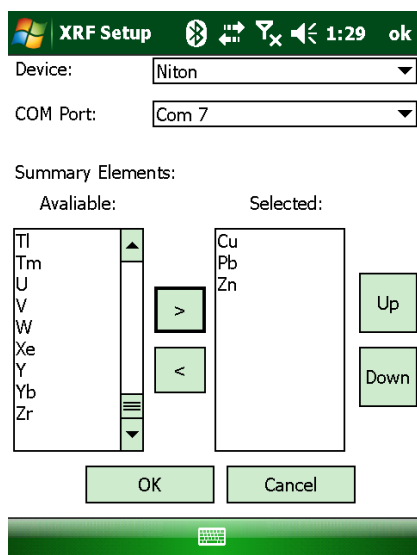 XRF Setup 1:29 ok
Device: Niton
COM Port: Com 7
Summary Elements:
Avaliable: Selected:
Tl Cu
Tm Pb
U Zn
V
W
Xe
Y
Yb
Zr
> Up
< Down
OK Cancel